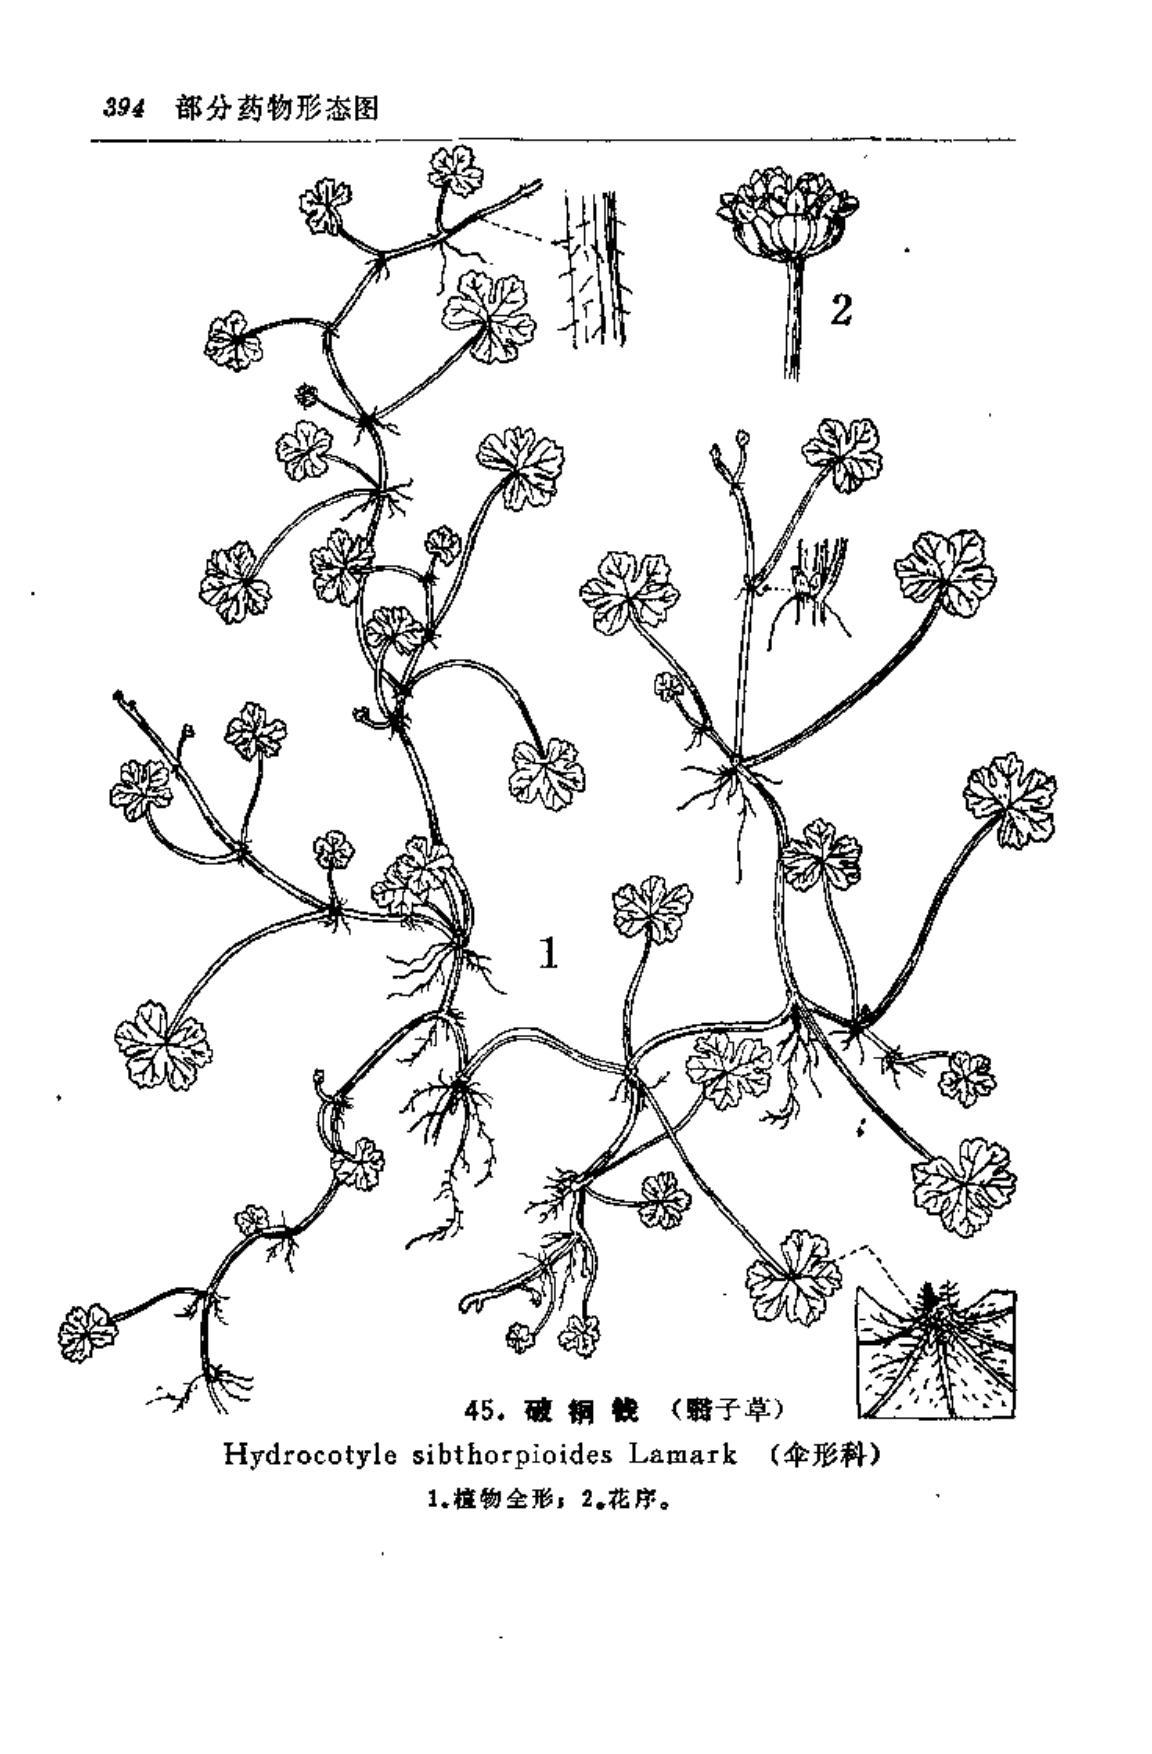 394 部分药物形态图
2
1
45. 破铜钱 (子草)
Hydrocotyle sibthorpioides Lamark (伞形科)
1.植物全形；2.花序。